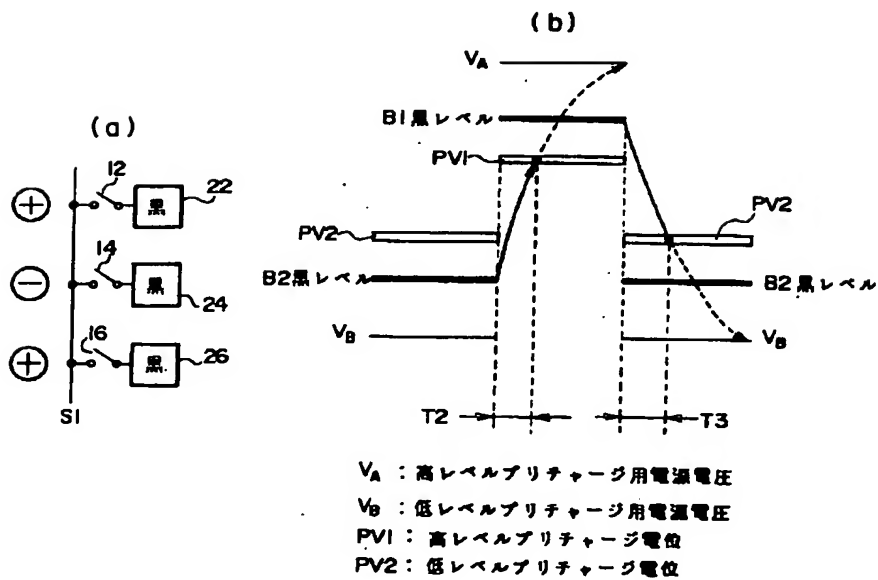 (b)
VA
B1黒レベル
(a)
PV1
12
黒
22
PV2
PV2
14
黒
24
B2黒レベル
B2黒レベル
16
黒
26
VB
VB
S1
T2
T3
VA : 高レベルプリチャージ用電源電圧
VB : 低レベルプリチャージ用電源電圧
PV1 : 高レベルプリチャージ電位
PV2 : 低レベルプリチャージ電位